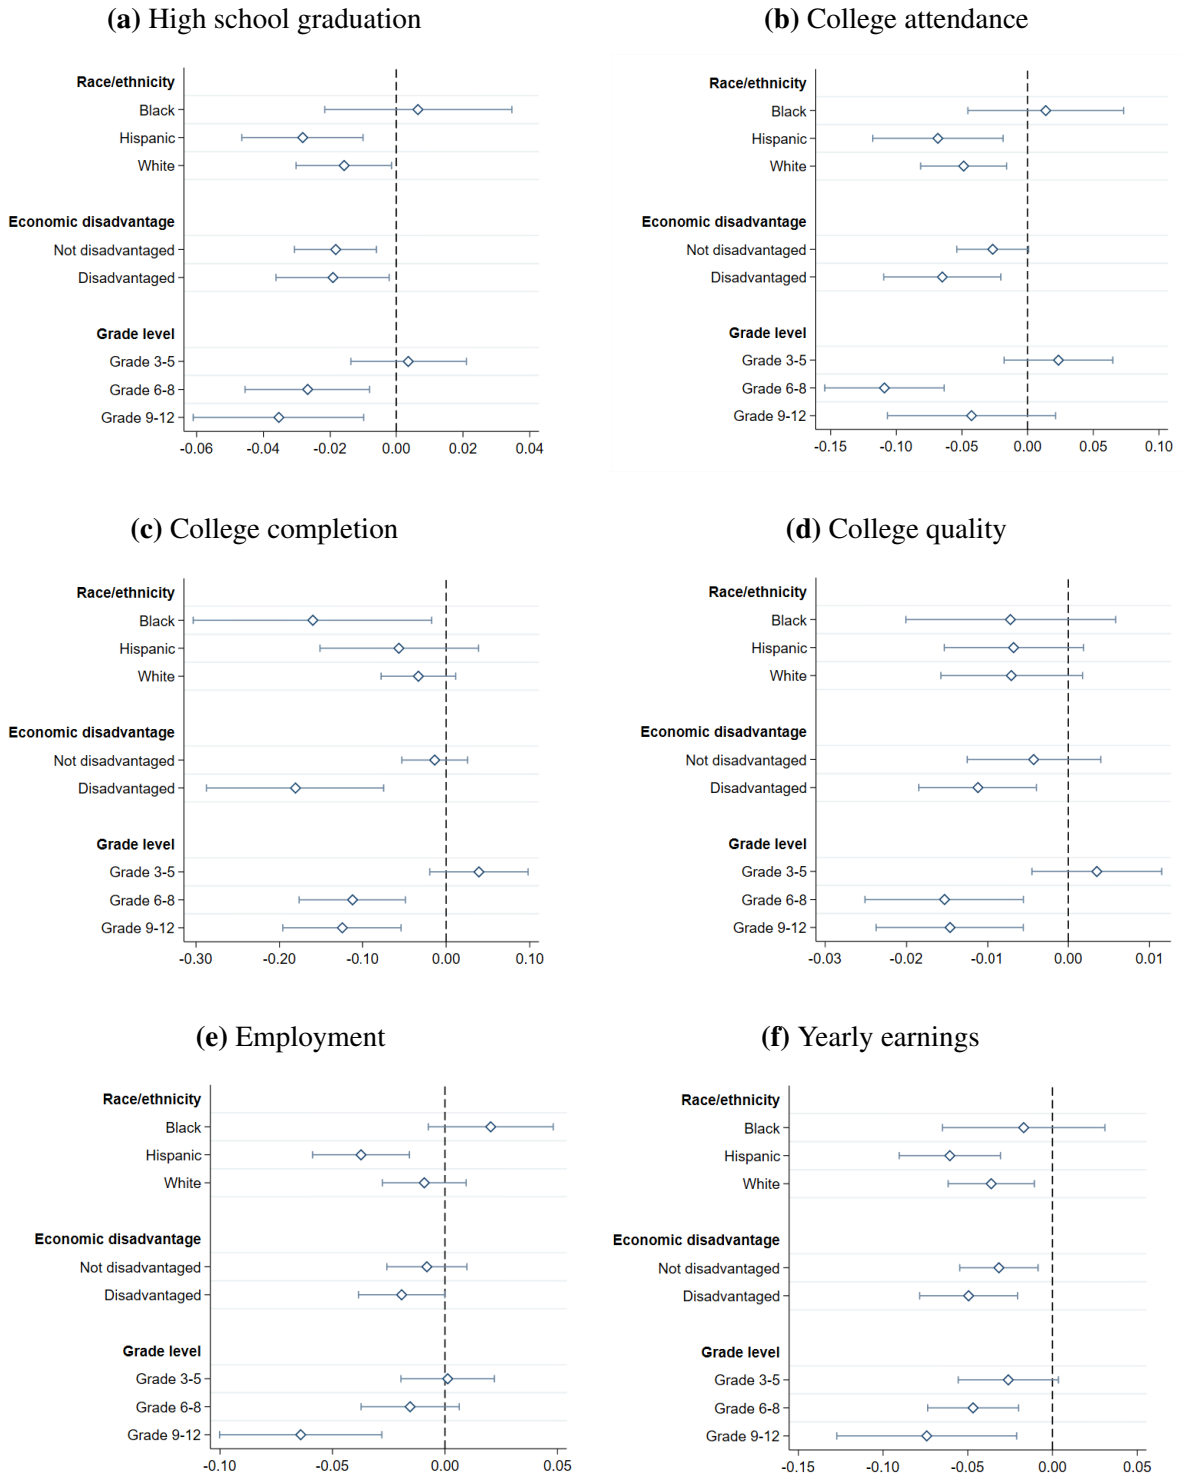 (a) High school graduation
Race/ethnicity
Black
Hispanic
White
Economic disadvantage
Not disadvantaged
Disadvantaged
Grade level
Grade 3-5
Grade 6-8
Grade 9-12
-0.06 -0.04 -0.02 0.00 0.02 0.04
(b) College attendance
Race/ethnicity
Black
Hispanic
White
Economic disadvantage
Not disadvantaged
Disadvantaged
Grade level
Grade 3-5
Grade 6-8
Grade 9-12
-0.15 -0.10 -0.05 0.00 0.05 0.10
(c) College completion
Race/ethnicity
Black
Hispanic
White
Economic disadvantage
Not disadvantaged
Disadvantaged
Grade level
Grade 3-5
Grade 6-8
Grade 9-12
-0.30 -0.20 -0.10 0.00 0.10
(d) College quality
Race/ethnicity
Black
Hispanic
White
Economic disadvantage
Not disadvantaged
Disadvantaged
Grade level
Grade 3-5
Grade 6-8
Grade 9-12
-0.03 -0.02 -0.01 0.00 0.01
(e) Employment
Race/ethnicity
Black
Hispanic
White
Economic disadvantage
Not disadvantaged
Disadvantaged
Grade level
Grade 3-5
Grade 6-8
Grade 9-12
-0.10 -0.05 0.00 0.05
(f) Yearly earnings
Race/ethnicity
Black
Hispanic
White
Economic disadvantage
Not disadvantaged
Disadvantaged
Grade level
Grade 3-5
Grade 6-8
Grade 9-12
-0.15 -0.10 -0.05 0.00 0.05